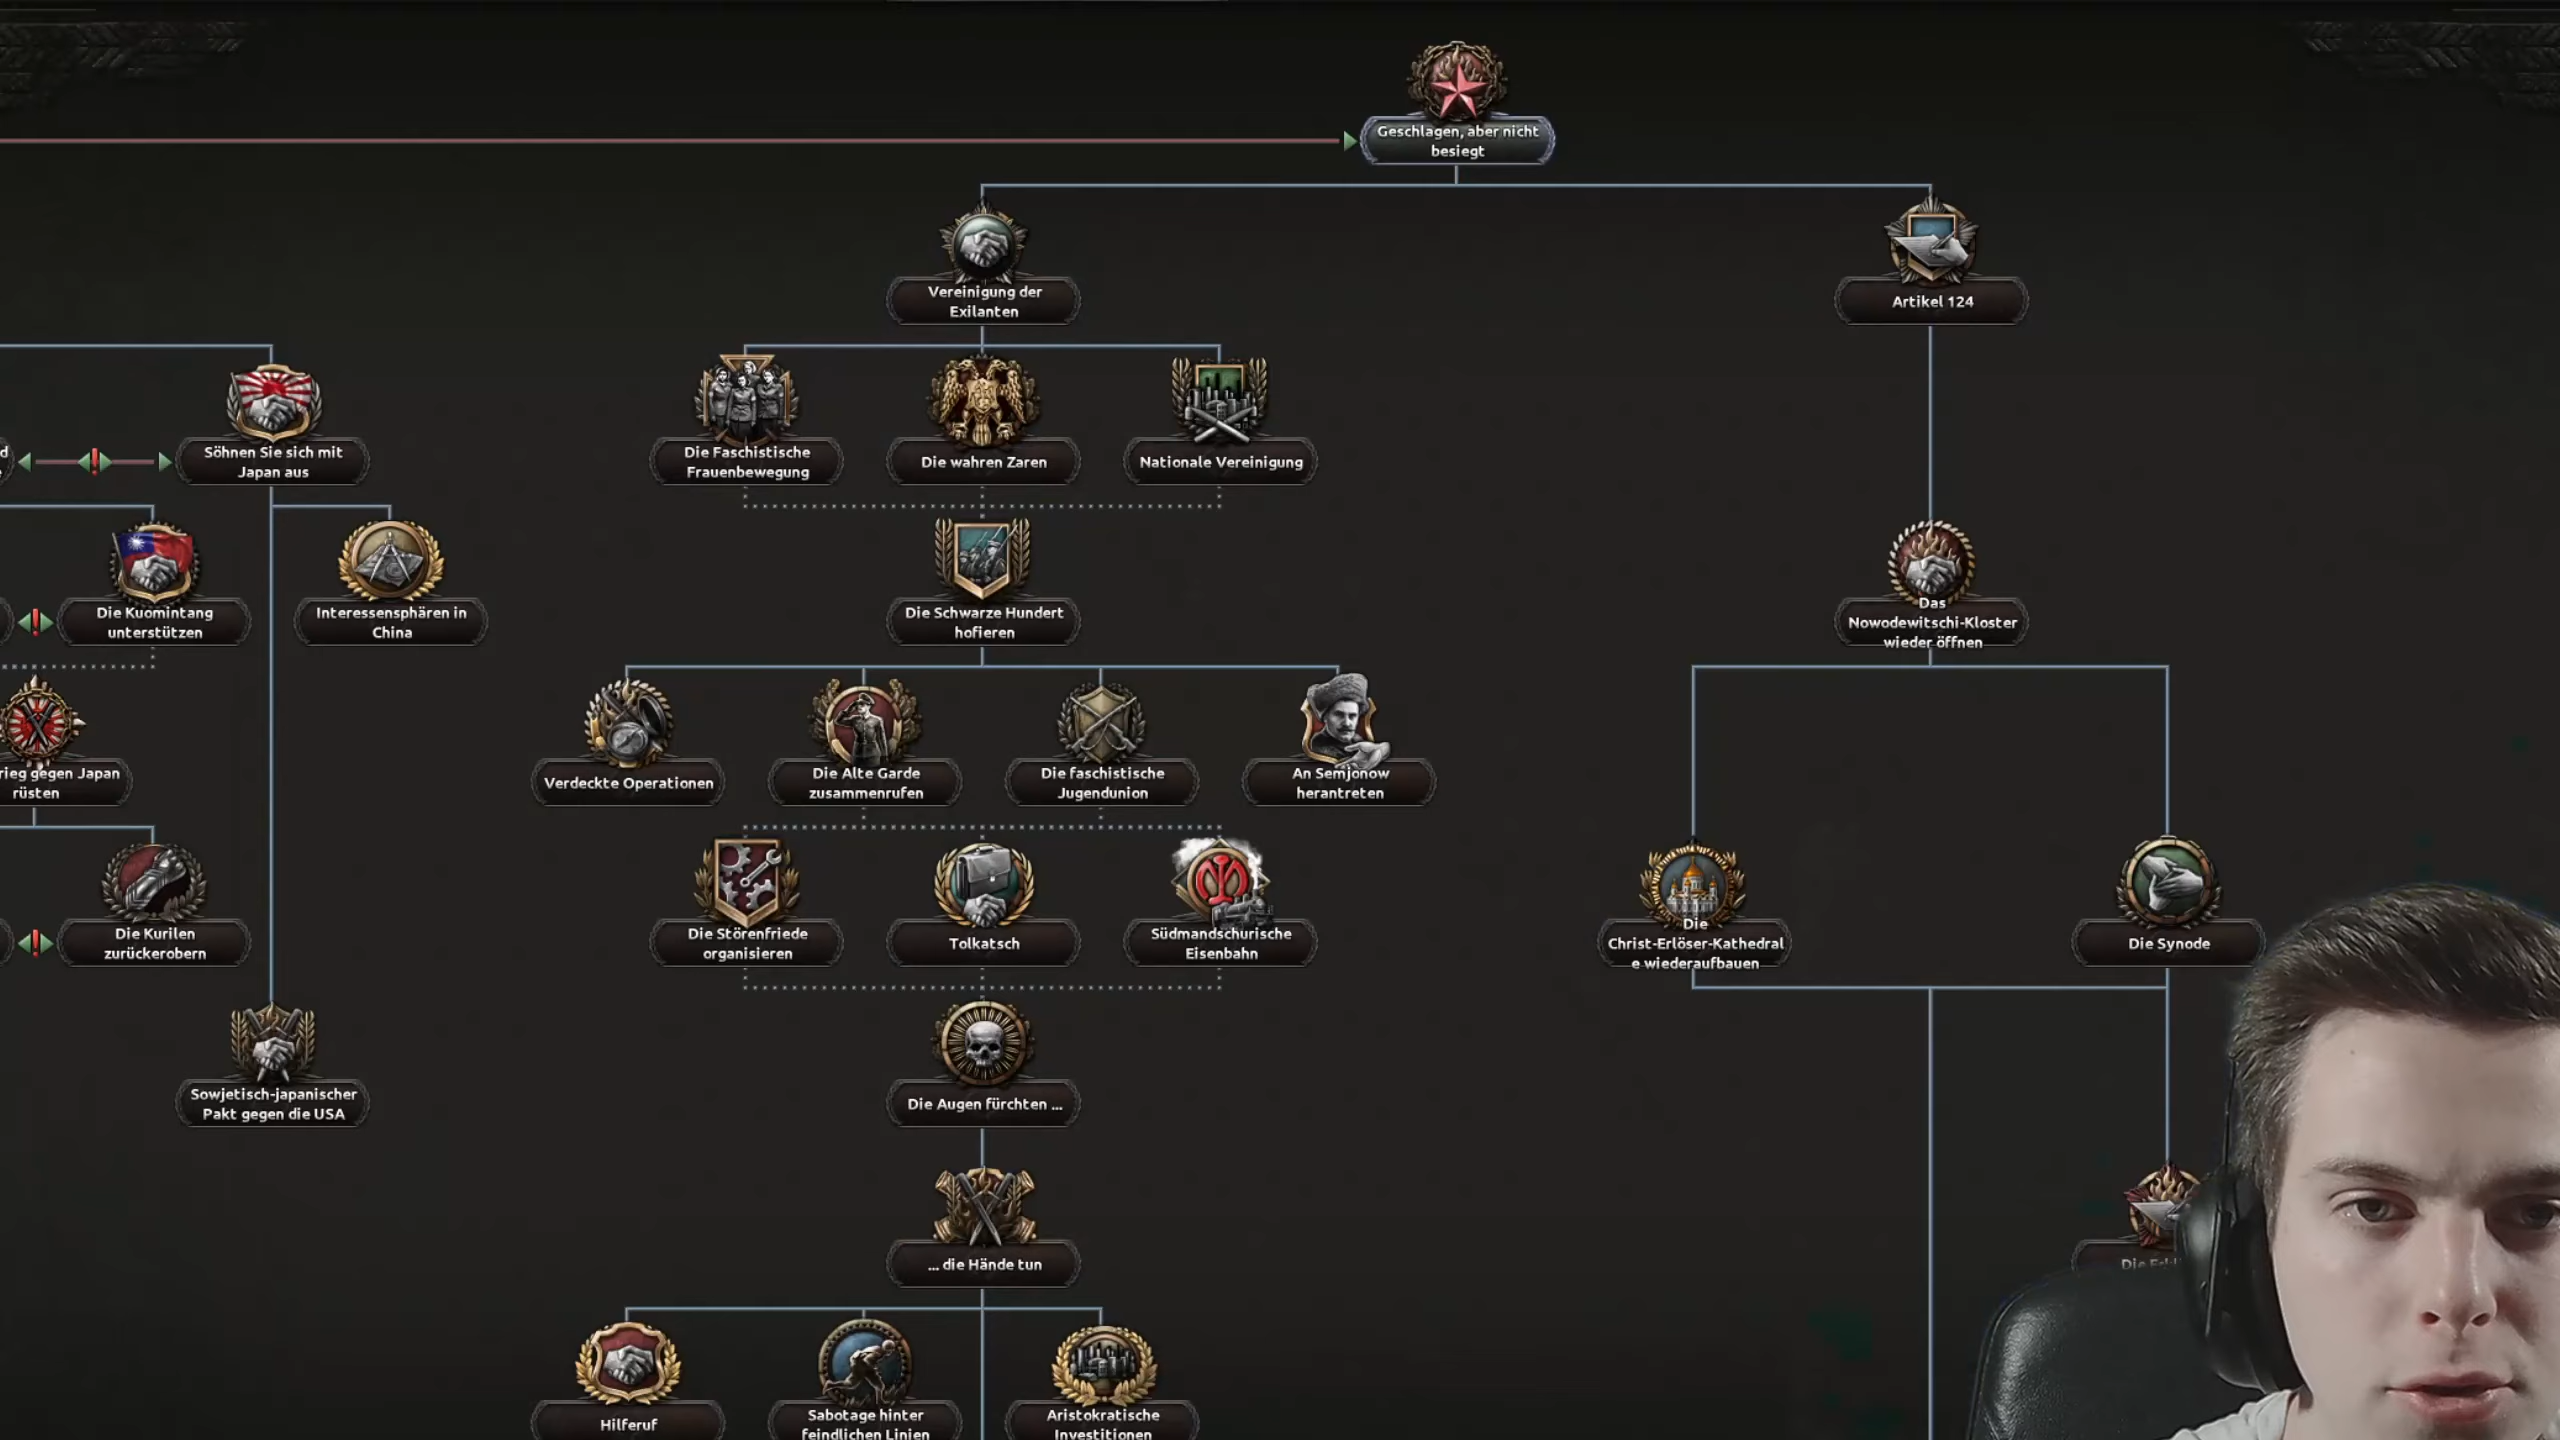 Geschlagen, aber nicht
besiegt
Vereinigung der
Exilanten
Artikel 124
Söhnen Sie sich mit
Japan aus
Die Faschistische
Frauenbewegung
Die wahren Zaren
Nationale Vereinigung
Die Kuomintang
unterstützen
Interessensphären in
China
Die Schwarze Hundert
hofieren
Das
Nowodewitschi-Kloster
wieder öffnen
rieg gegen Japan
rüsten
Verdeckte Operationen
Die Alte Garde
zusammenrufen
Die faschistische
Jugendunion
An Semjonow
herantreten
Die Kurilen
zurückerobern
Die Störenfriede
organisieren
Tolkatsch
Südmandschurische
Eisenbahn
Die
Christ-Erlöser-Kathedral
e wiederaufbauen
Die Synode
Sowjetisch-japanischer
Pakt gegen die USA
Die Augen fürchten ...
... die Hände tun
Die
Hilferuf
Sabotage hinter
feindlichen Linien
Aristokratische
Investitionen